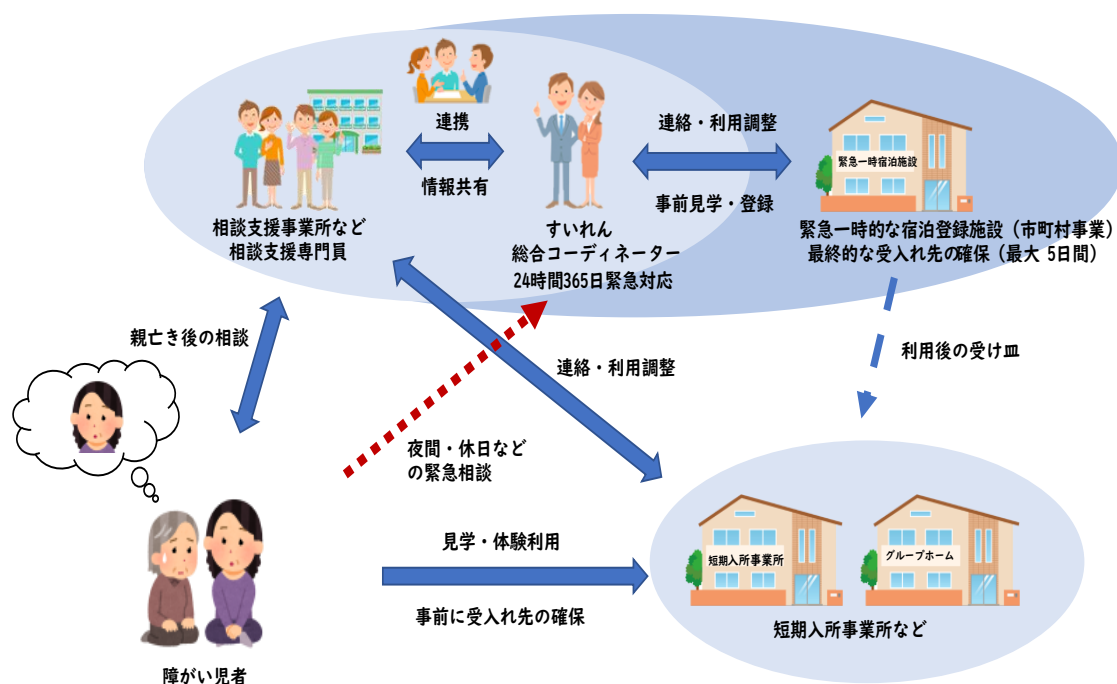 連携
情報共有
連絡・利用調整
事前見学・登録
緊急一時宿泊施設
相談支援事業所など
相談支援専門員
すいれん
総合コーディネーター
24時間365日緊急対応
緊急一時的な宿泊登録施設（市町村事業）
最終的な受入れ先の確保（最大 5日間）
親亡き後の相談
利用後の受け皿
連絡・利用調整
夜間・休日など
の緊急相談
見学・体験利用
事前に受入れ先の確保
短期入所事業所
グループホーム
短期入所事業所など
障がい児者